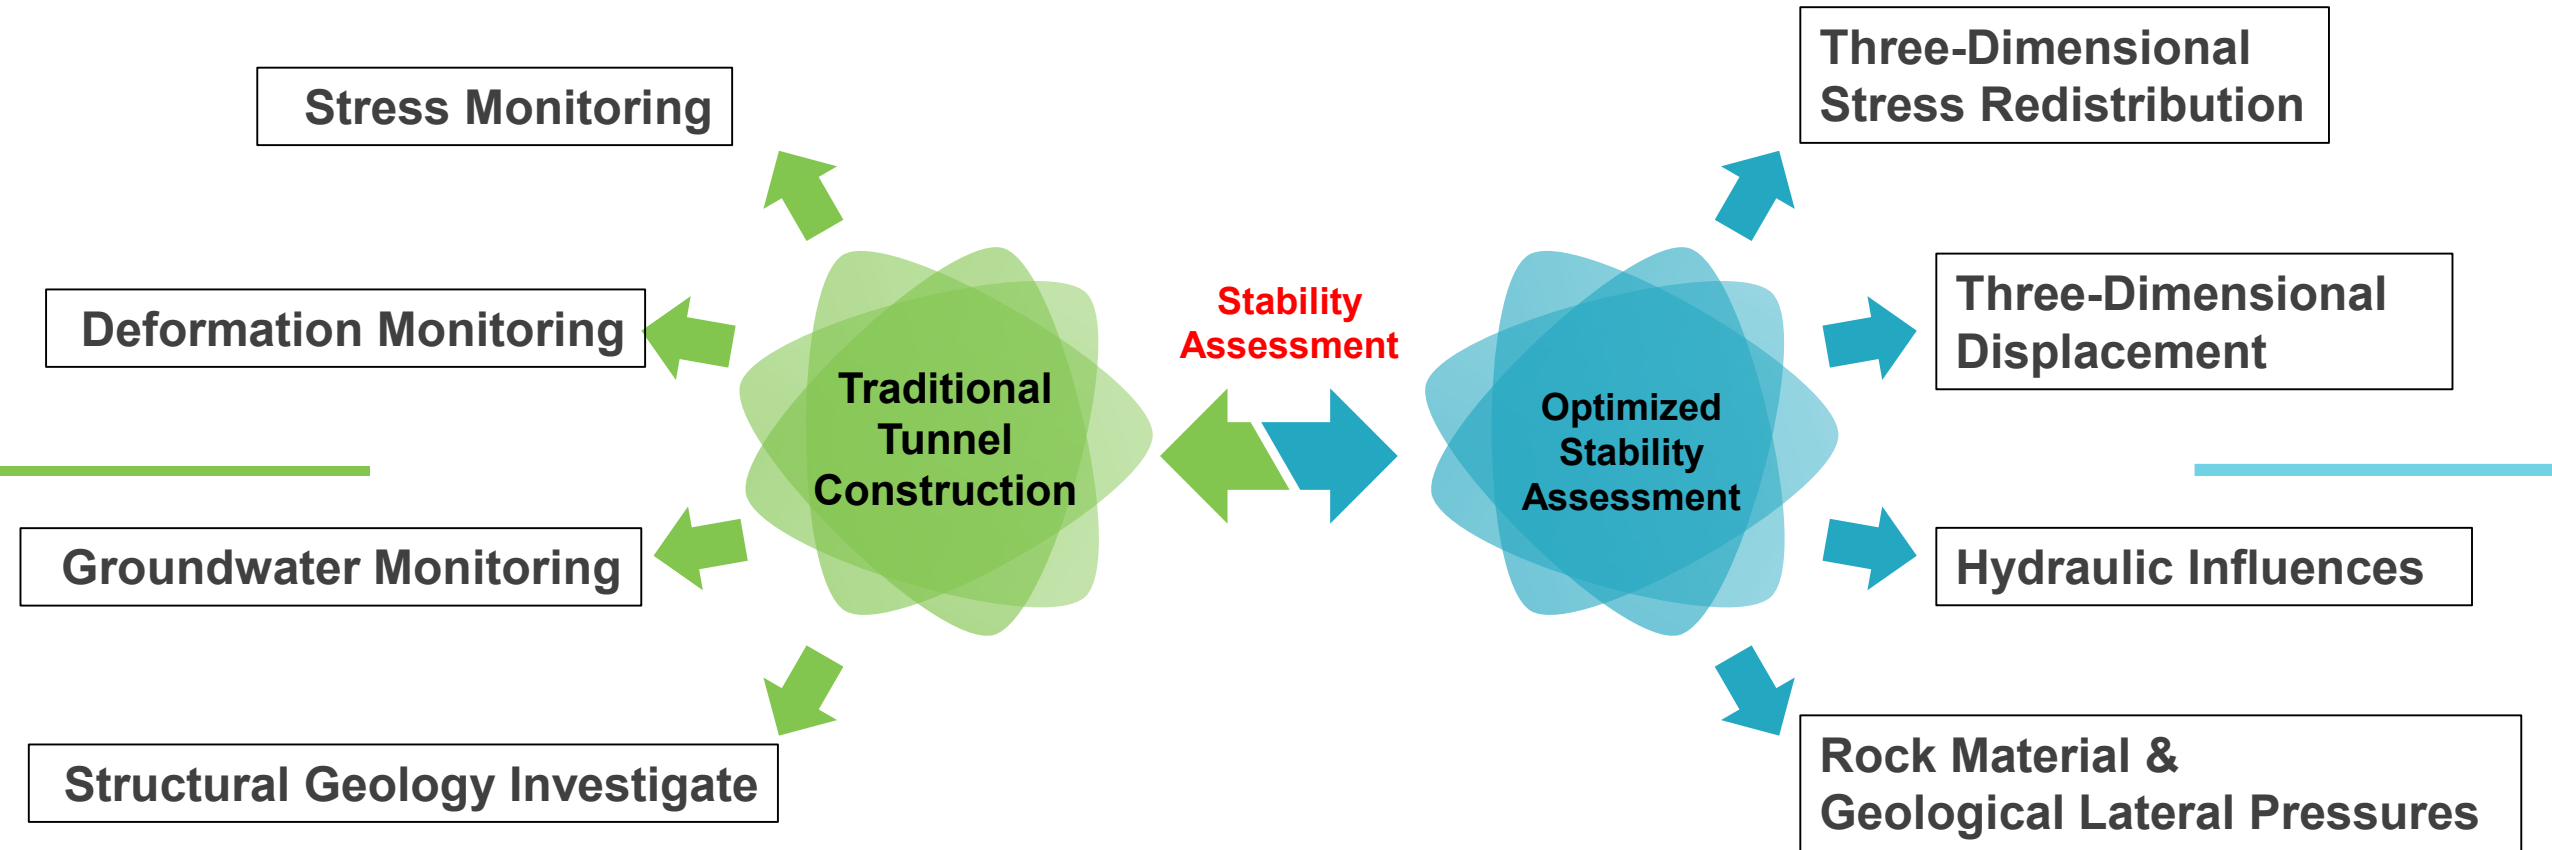 Stress Monitoring
Deformation Monitoring
Groundwater Monitoring
Structural Geology Investigate
Traditional
Tunnel
Construction
Stability
Assessment
Optimized
Stability
Assessment
Three-Dimensional
Stress Redistribution
Three-Dimensional
Displacement
Hydraulic Influences
Rock Material &
Geological Lateral Pressures